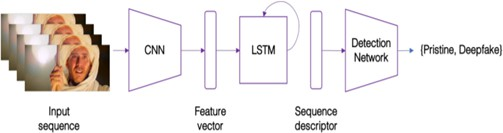 CNN
LSTM
Detection
Network
{Pristine, Deepfake}
Input
sequence
Feature
vector
Sequence
descriptor